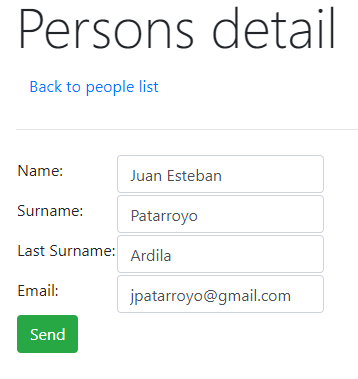 Persons detail
Back to people list
Name: Juan Esteban
Surname: Patarroyo
Last Surname: Ardila
Email: jpatarroyo@gmail.com
Send